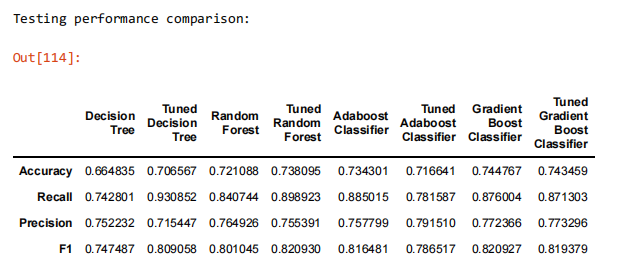 Testing performance comparison:
Out[114]:
Decision Tree | Tuned Decision Tree | Random Forest | Tuned Random Forest | Adaboost Classifier | Tuned Adaboost Classifier | Gradient Boost Classifier | Tuned Gradient Boost Classifier
Accuracy 0.664835 0.706567 0.721088 0.738095 0.734301 0.716641 0.744767 0.743459
Recall 0.742801 0.930852 0.840744 0.898923 0.885015 0.781587 0.876004 0.871303
Precision 0.752232 0.715447 0.764926 0.755391 0.757799 0.791510 0.772366 0.773296
F1 0.747487 0.809058 0.801045 0.820930 0.816481 0.786517 0.820927 0.819379